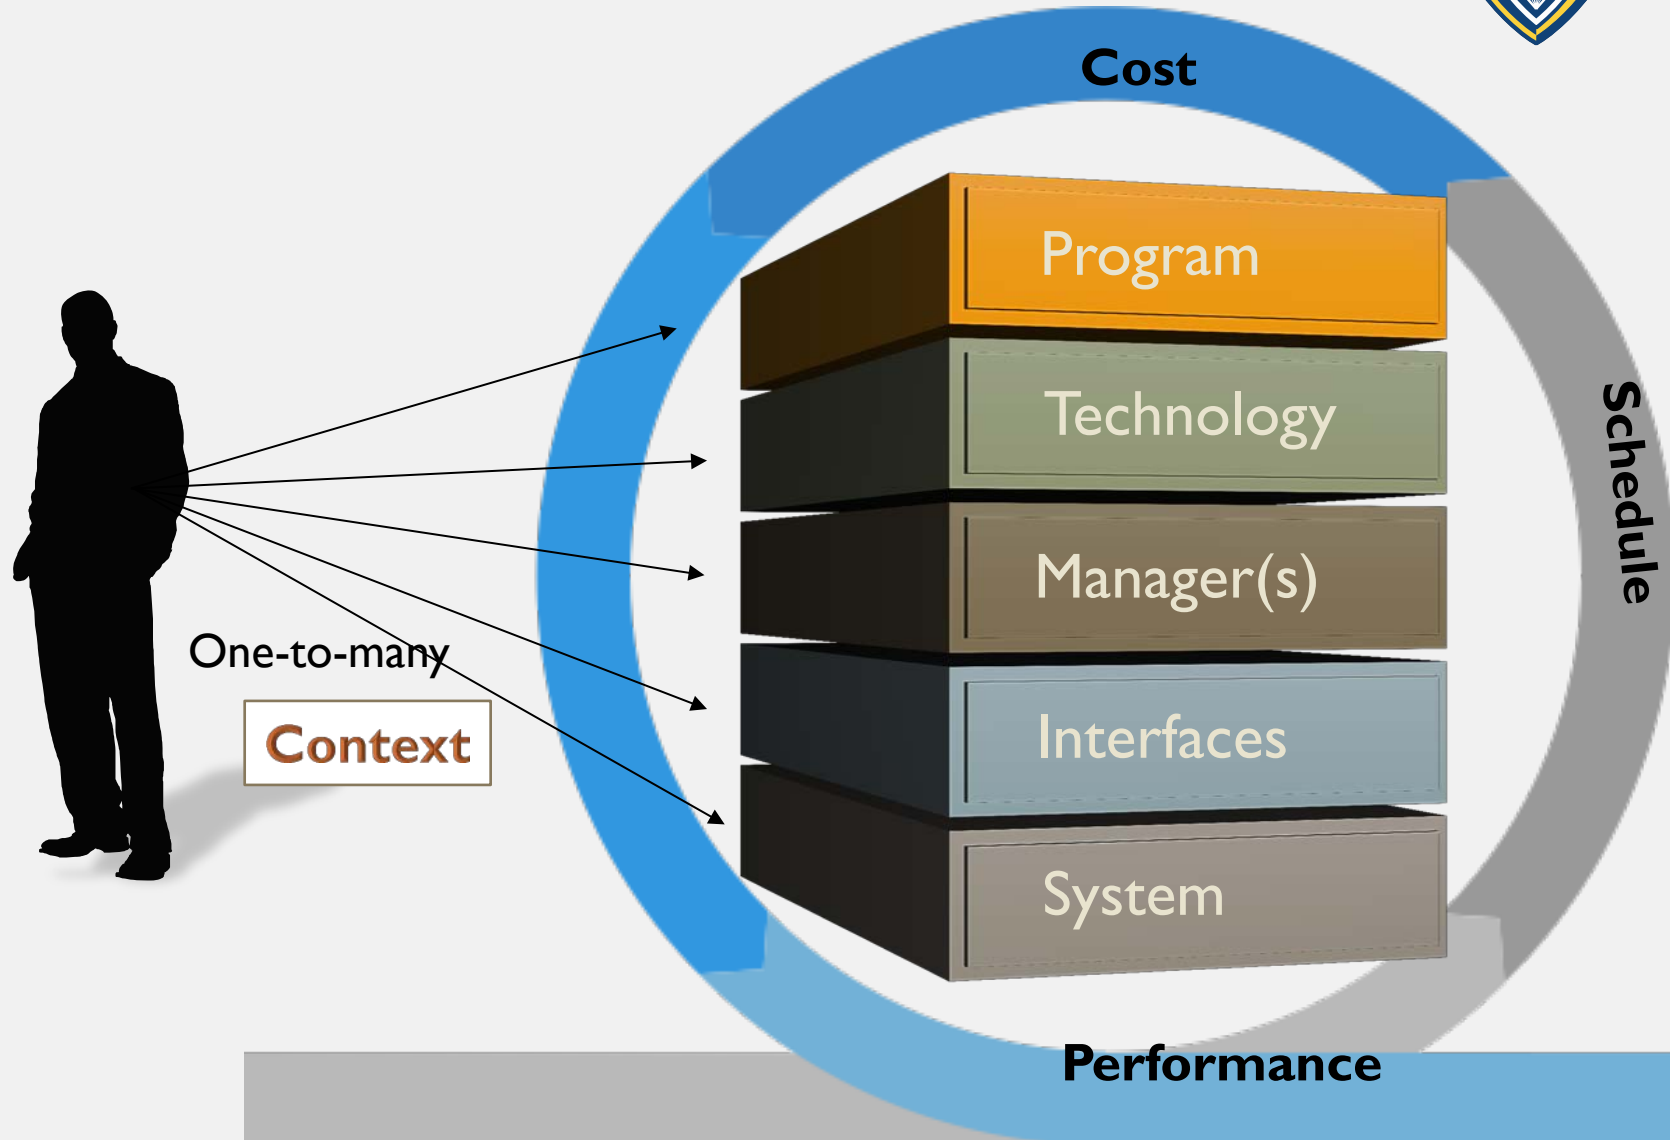 Cost
Program
Technology
Schedule
Manager(s)
One-to-many
Context
Interfaces
System
Performance